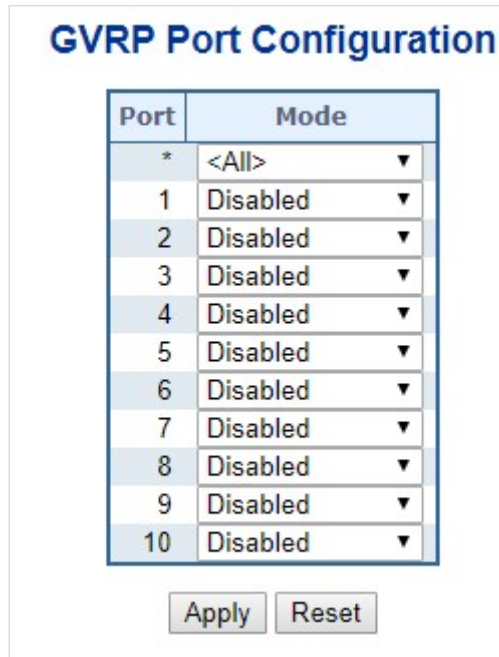 GVRP Port Configuration
Port Mode
* <All>
1 Disabled
2 Disabled
3 Disabled
4 Disabled
5 Disabled
6 Disabled
7 Disabled
8 Disabled
9 Disabled
10 Disabled
Apply Reset